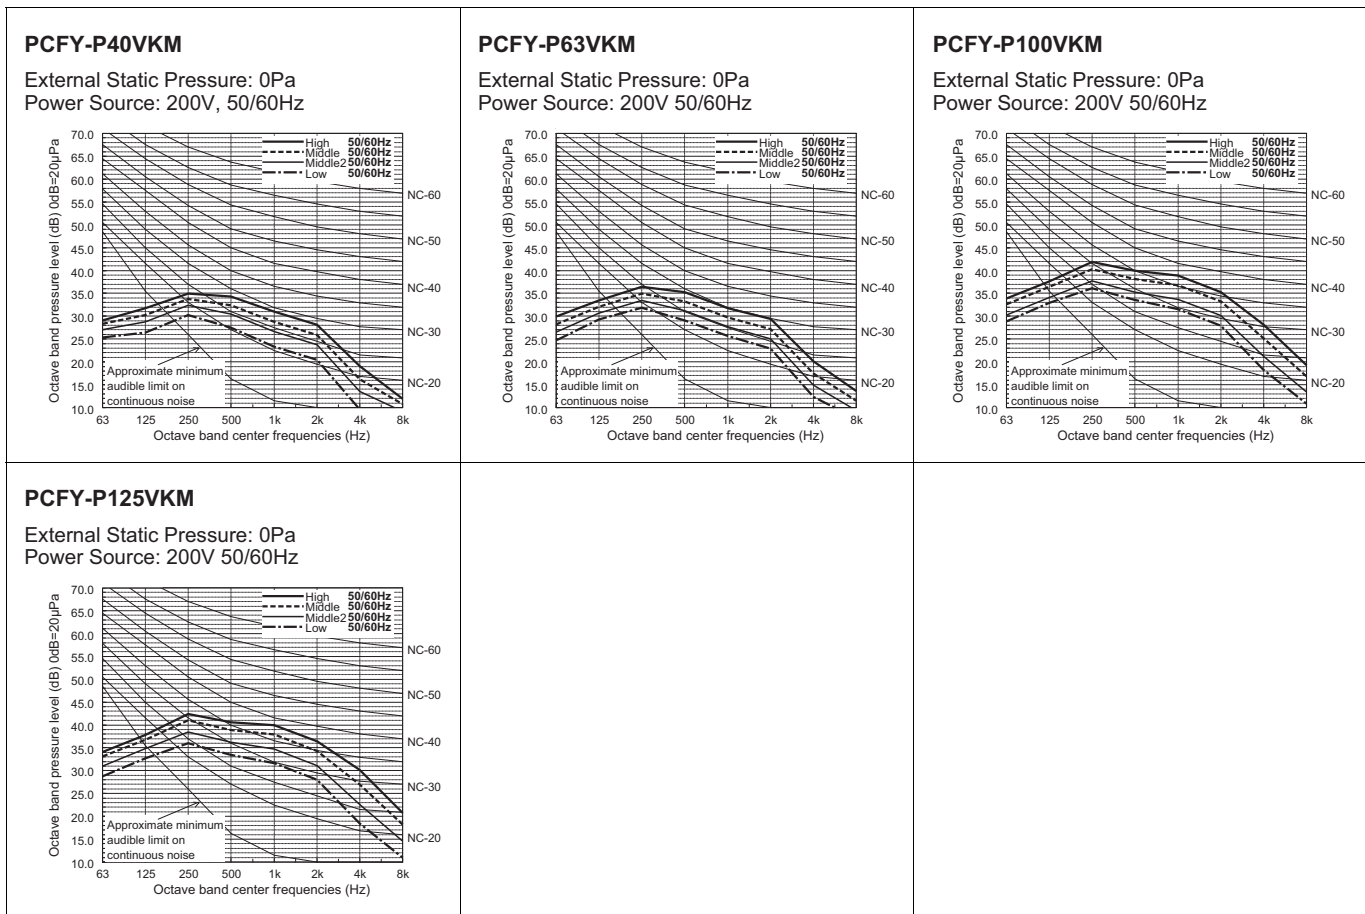 PCFY-P40VKM
External Static Pressure: 0Pa
Power Source: 200V, 50/60Hz
Octave band pressure level (dB) 0dB=20µPa
70.0
65.0
60.0
55.0
50.0
45.0
40.0
35.0
30.0
25.0
20.0
15.0
10.0
High 50/60Hz
Middle 50/60Hz
Middle2 50/60Hz
Low 50/60Hz
NC-60
NC-50
NC-40
NC-30
NC-20
Approximate minimum
audible limit on
continuous noise
63 125 250 500 1k 2k 4k 8k
Octave band center frequencies (Hz)
PCFY-P63VKM
External Static Pressure: 0Pa
Power Source: 200V 50/60Hz
Octave band pressure level (dB) 0dB=20µPa
70.0
65.0
60.0
55.0
50.0
45.0
40.0
35.0
30.0
25.0
20.0
15.0
10.0
High 50/60Hz
Middle 50/60Hz
Middle2 50/60Hz
Low 50/60Hz
NC-60
NC-50
NC-40
NC-30
NC-20
Approximate minimum
audible limit on
continuous noise
63 125 250 500 1k 2k 4k 8k
Octave band center frequencies (Hz)
PCFY-P100VKM
External Static Pressure: 0Pa
Power Source: 200V 50/60Hz
Octave band pressure level (dB) 0dB=20µPa
70.0
65.0
60.0
55.0
50.0
45.0
40.0
35.0
30.0
25.0
20.0
15.0
10.0
High 50/60Hz
Middle 50/60Hz
Middle2 50/60Hz
Low 50/60Hz
NC-60
NC-50
NC-40
NC-30
NC-20
Approximate minimum
audible limit on
continuous noise
63 125 250 500 1k 2k 4k 8k
Octave band center frequencies (Hz)
PCFY-P125VKM
External Static Pressure: 0Pa
Power Source: 200V 50/60Hz
Octave band pressure level (dB) 0dB=20µPa
70.0
65.0
60.0
55.0
50.0
45.0
40.0
35.0
30.0
25.0
20.0
15.0
10.0
High 50/60Hz
Middle 50/60Hz
Middle2 50/60Hz
Low 50/60Hz
NC-60
NC-50
NC-40
NC-30
NC-20
Approximate minimum
audible limit on
continuous noise
63 125 250 500 1k 2k 4k 8k
Octave band center frequencies (Hz)